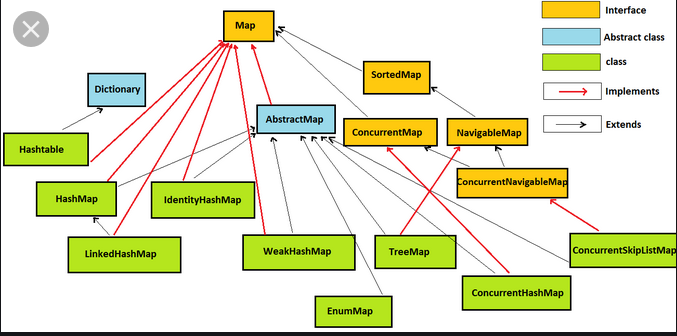 Map
Interface
Abstract class
class
Implements
Extends
SortedMap
Dictionary
AbstractMap
ConcurrentMap
NavigableMap
Hashtable
HashMap
IdentityHashMap
ConcurrentNavigableMap
LinkedHashMap
WeakHashMap
TreeMap
ConcurrentSkipListMap
ConcurrentHashMap
EnumMap